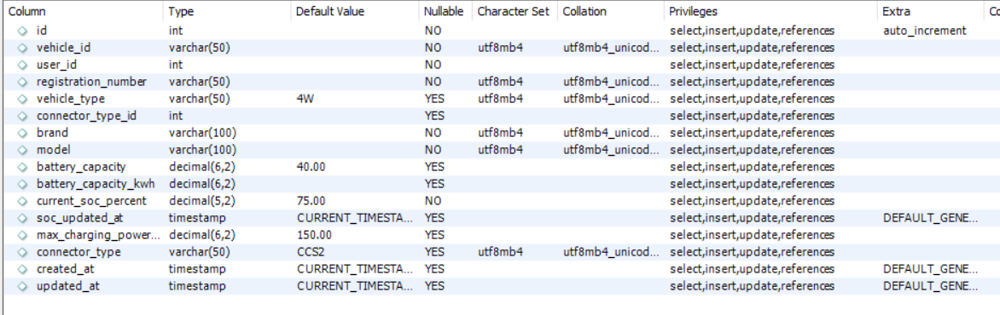 Column Type Default Value Nullable Character Set Collation Privileges Extra Co
id int NO select,insert,update,references auto_increment
vehicle_id varchar(50) NO utf8mb4 utf8mb4_unicod... select,insert,update,references
user_id int NO select,insert,update,references
registration_number varchar(50) NO utf8mb4 utf8mb4_unicod... select,insert,update,references
vehicle_type varchar(50) 4W YES utf8mb4 utf8mb4_unicod... select,insert,update,references
connector_type_id int YES select,insert,update,references
brand varchar(100) NO utf8mb4 utf8mb4_unicod... select,insert,update,references
model varchar(100) NO utf8mb4 utf8mb4_unicod... select,insert,update,references
battery_capacity decimal(6,2) 40.00 YES select,insert,update,references
battery_capacity_kwh decimal(6,2) YES select,insert,update,references
current_soc_percent decimal(5,2) 75.00 NO select,insert,update,references
soc_updated_at timestamp CURRENT_TIMESTA... YES select,insert,update,references DEFAULT_GENE...
max_charging_power... decimal(6,2) 150.00 YES select,insert,update,references
connector_type varchar(50) CCS2 YES utf8mb4 utf8mb4_unicod... select,insert,update,references
created_at timestamp CURRENT_TIMESTA... YES select,insert,update,references DEFAULT_GENE...
updated_at timestamp CURRENT_TIMESTA... YES select,insert,update,references DEFAULT_GENE...